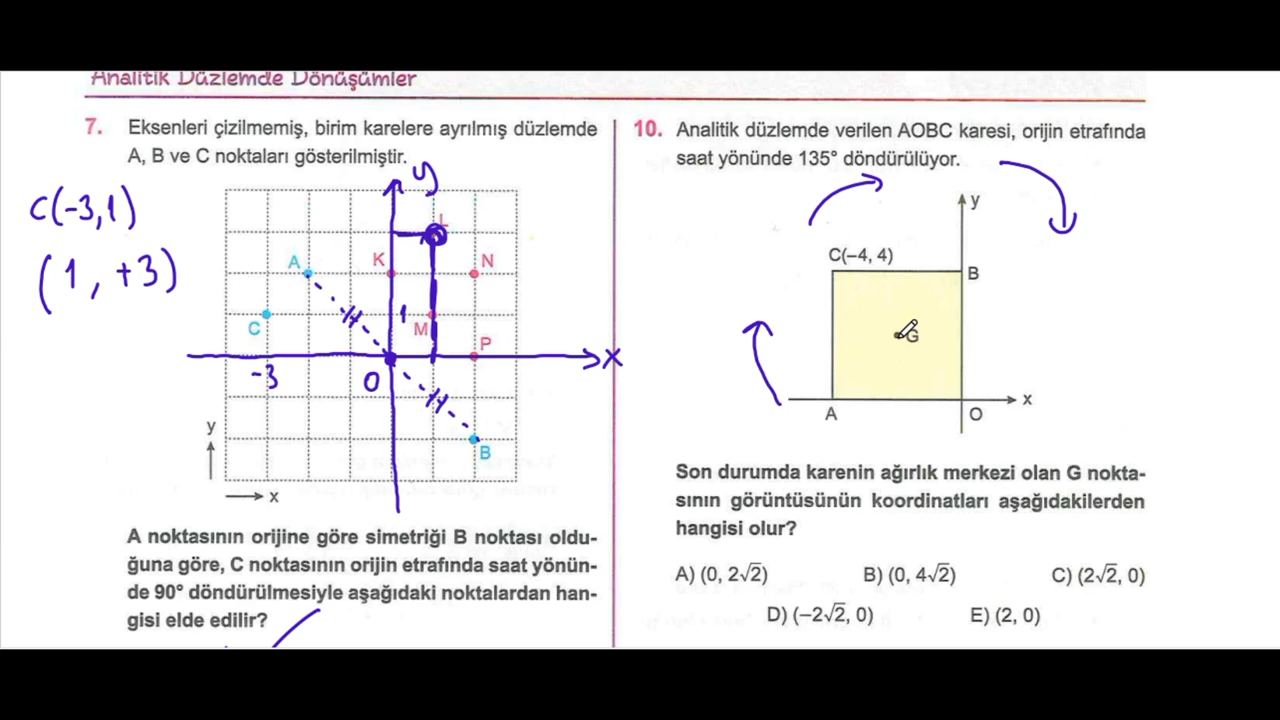 Analitik Düzlemde Dönüşümler
7. Eksenleri çizilmemiş, birim karelere ayrılmış düzlemde
A, B ve C noktaları gösterilmiştir.
C(-3,1)
(1, +3)
y
L
A
K
N
C
1
M
P
x
-3
0
B
y
x
A noktasının orijine göre simetriği B noktası oldu-
ğuna göre, C noktasının orijin etrafında saat yönün-
de 90° döndürülmesiyle aşağıdaki noktalardan han-
gisi elde edilir?
10. Analitik düzlemde verilen AOBC karesi, orijin etrafında
saat yönünde 135° döndürülüyor.
y
C(−4, 4)
B
G
x
A
O
Son durumda karenin ağırlık merkezi olan G nokta-
sının görüntüsünün koordinatları aşağıdakilerden
hangisi olur?
A) (0, 2√2) B) (0, 4√2) C) (2√2, 0)
D) (−2√2, 0) E) (2, 0)